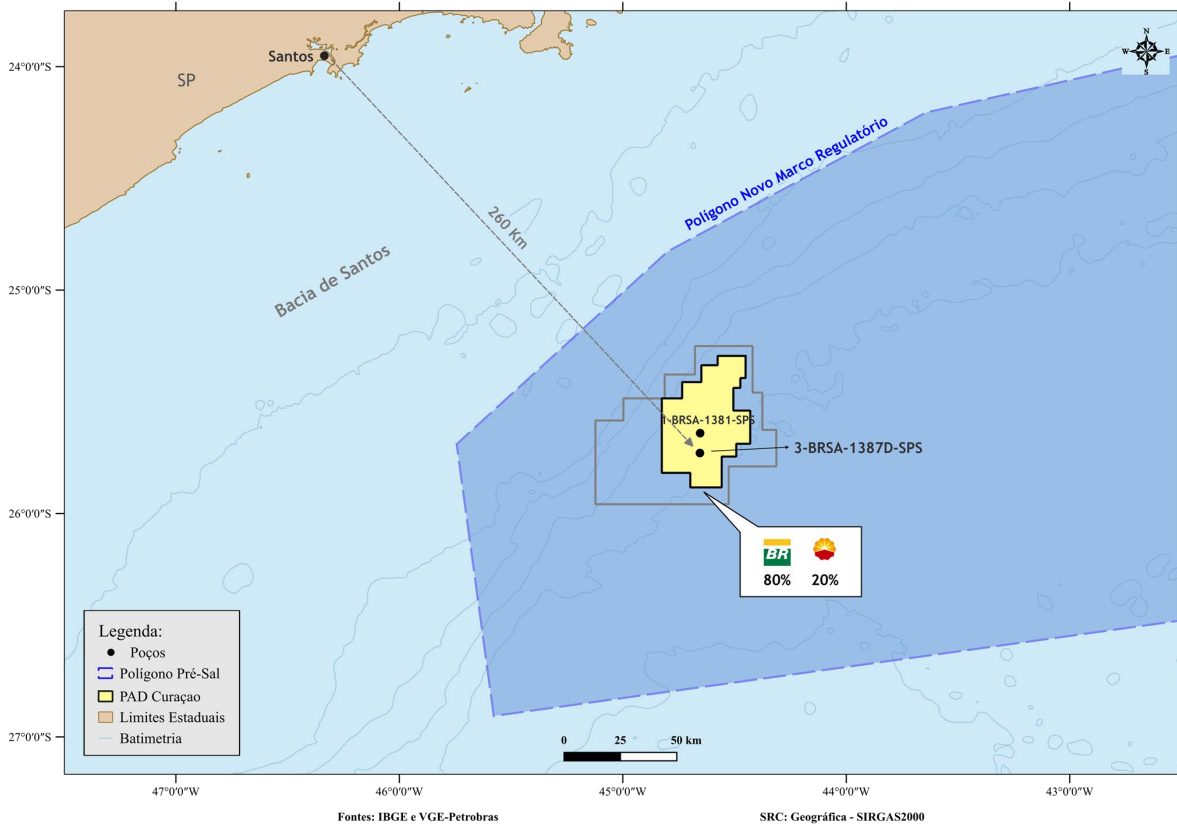 N
W
E
S
24°0'0"S
Santos
SP
Polígono Novo Marco Regulatório
260 Km
25°0'0"S
Bacia de Santos
1-BRSA-1381-SPS
3-BRSA-1387D-SPS
26°0'0"S
BR
80%
20%
Legenda:
Poços
Polígono Pré-Sal
PAD Curaçao
Limites Estaduais
Batimetria
27°0'0"S
0 25 50 km
47°0'0"W 46°0'0"W 45°0'0"W 44°0'0"W 43°0'0"W
Fontes: IBGE e VGE-Petrobras
SRC: Geográfica - SIRGAS2000